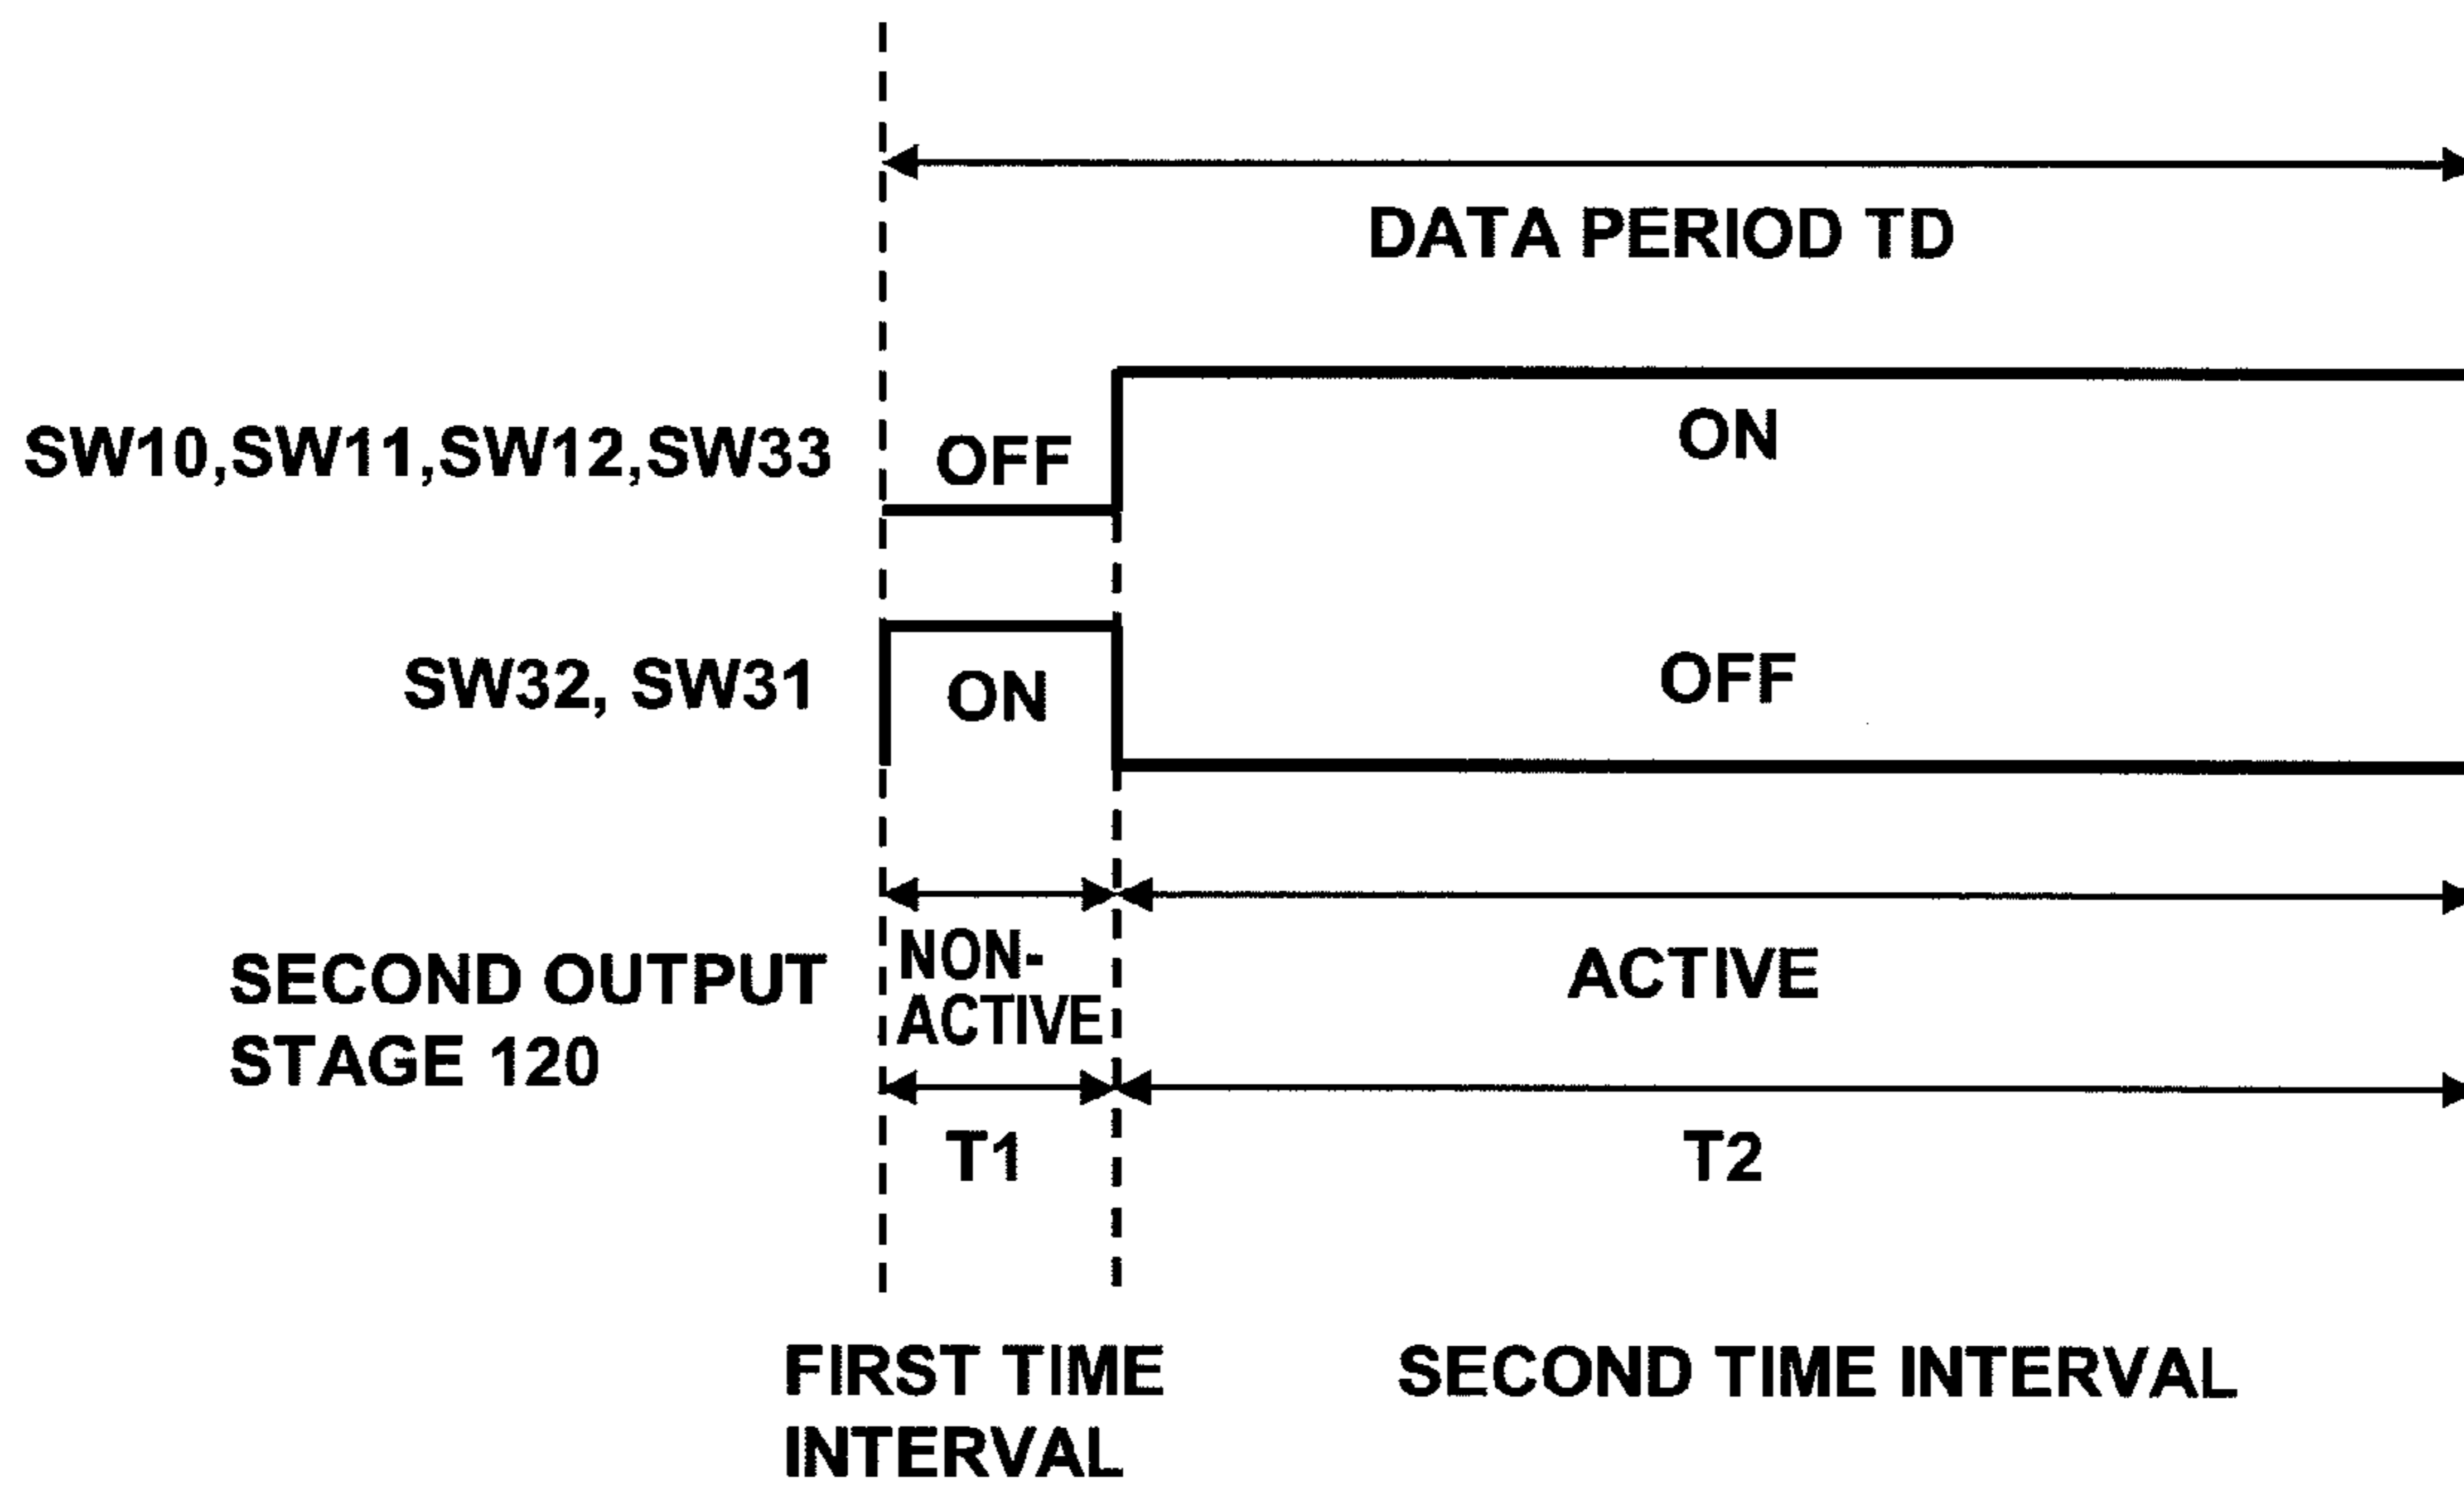 DATA PERIOD TD
SW10,SW11,SW12,SW33
OFF
ON
SW32, SW31
ON
OFF
SECOND OUTPUT
STAGE 120
NON-
ACTIVE
ACTIVE
T1
T2
FIRST TIME
INTERVAL
SECOND TIME INTERVAL